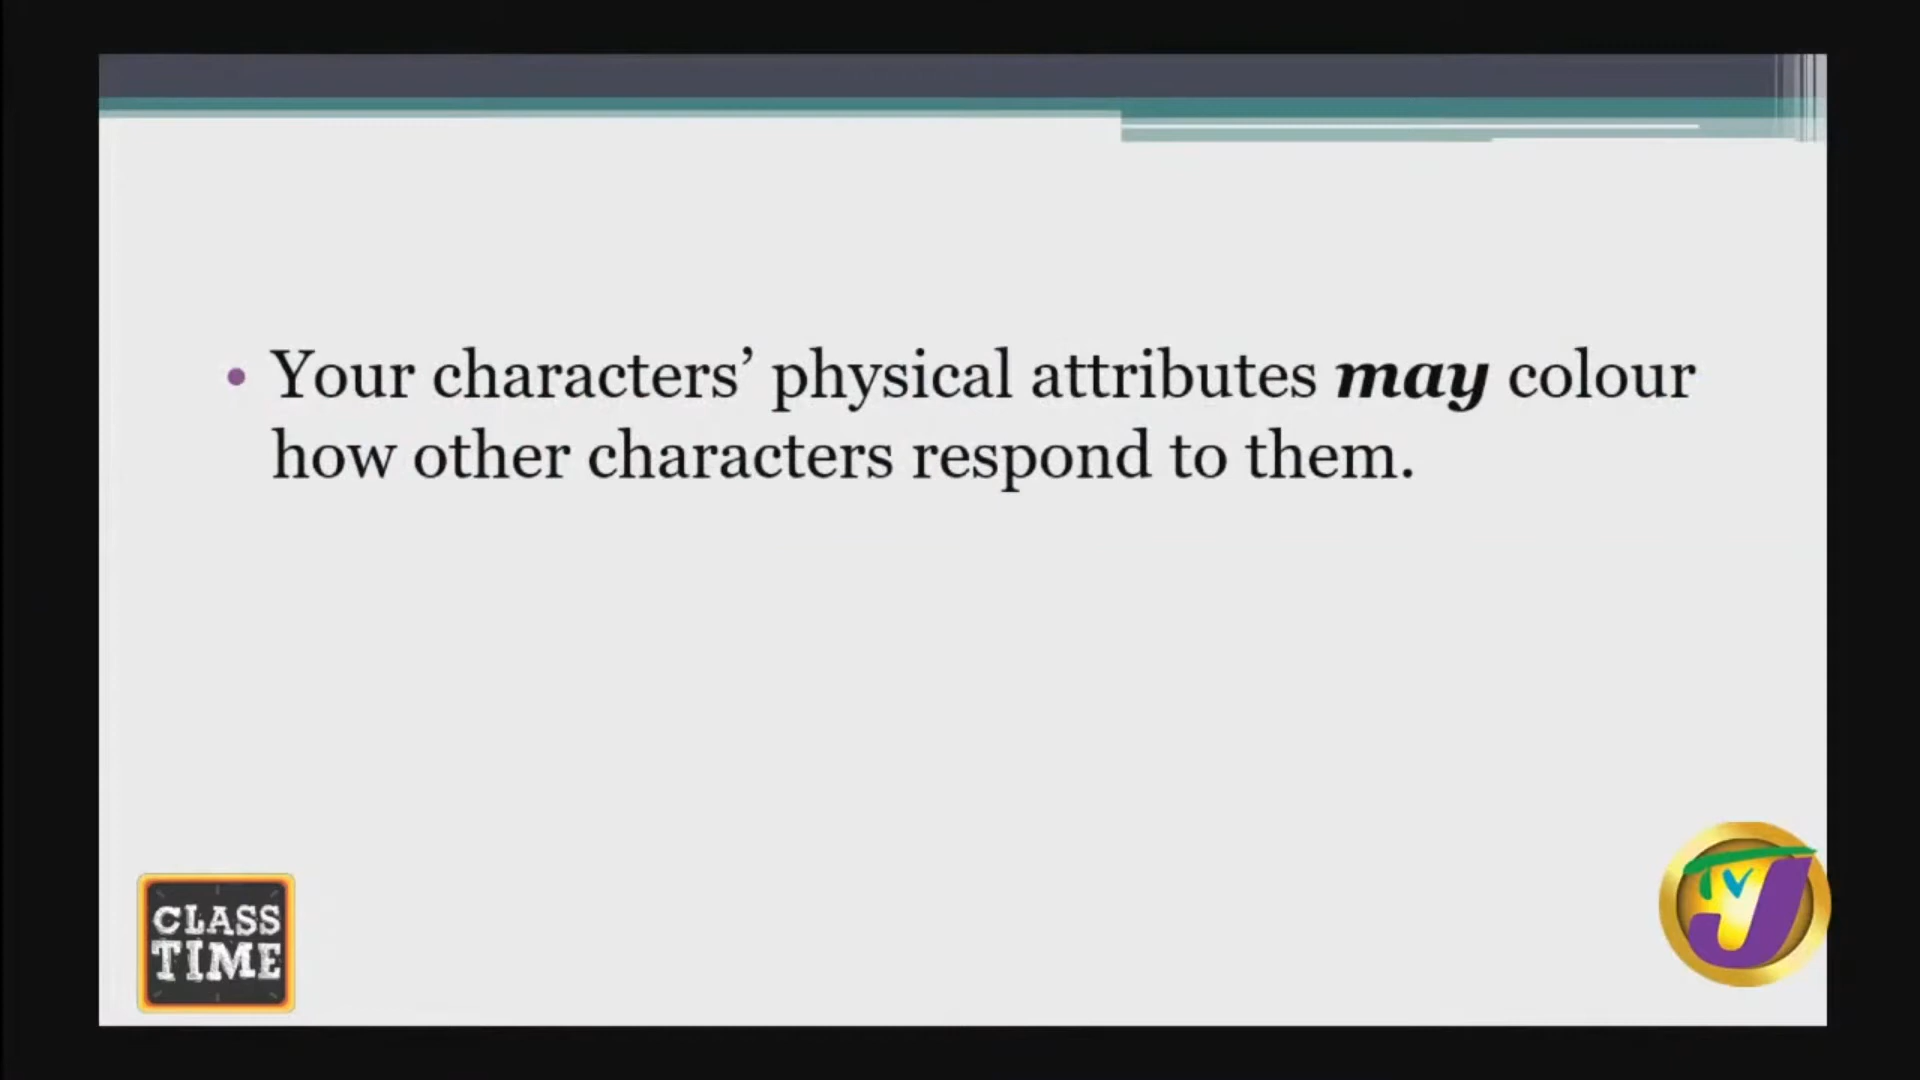 • Your characters’ physical attributes may colour
how other characters respond to them.
CLASS
TIME
TVJ